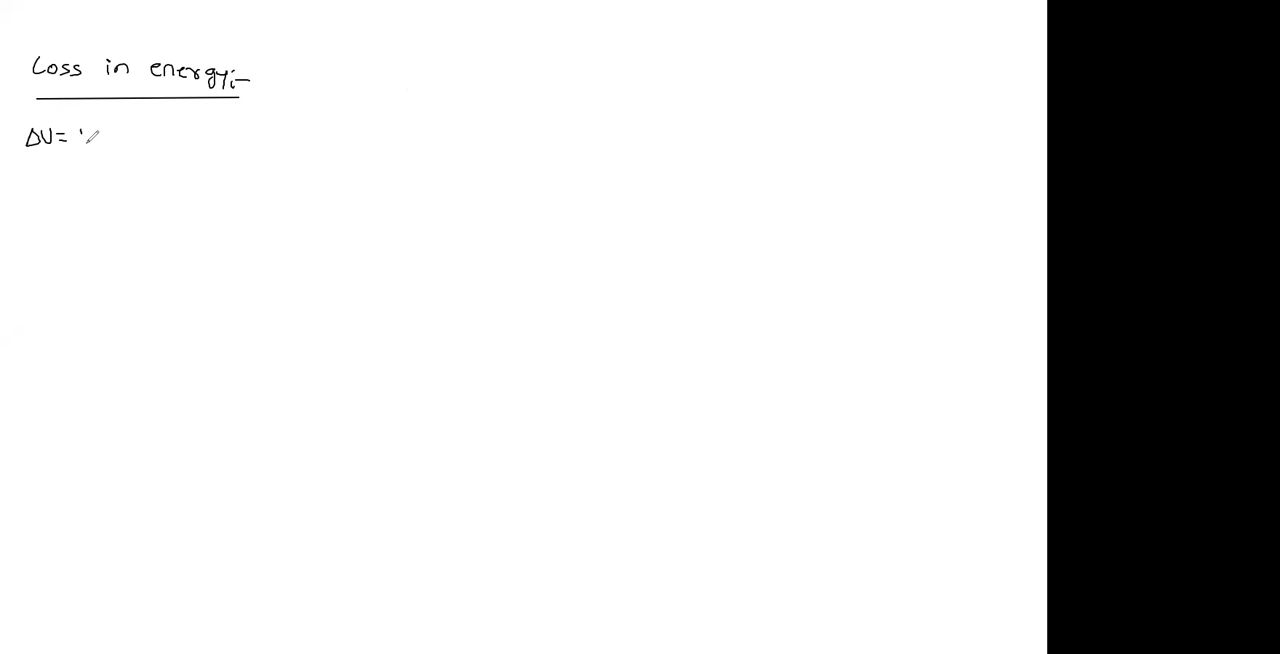 Loss in energy:-
ΔU=